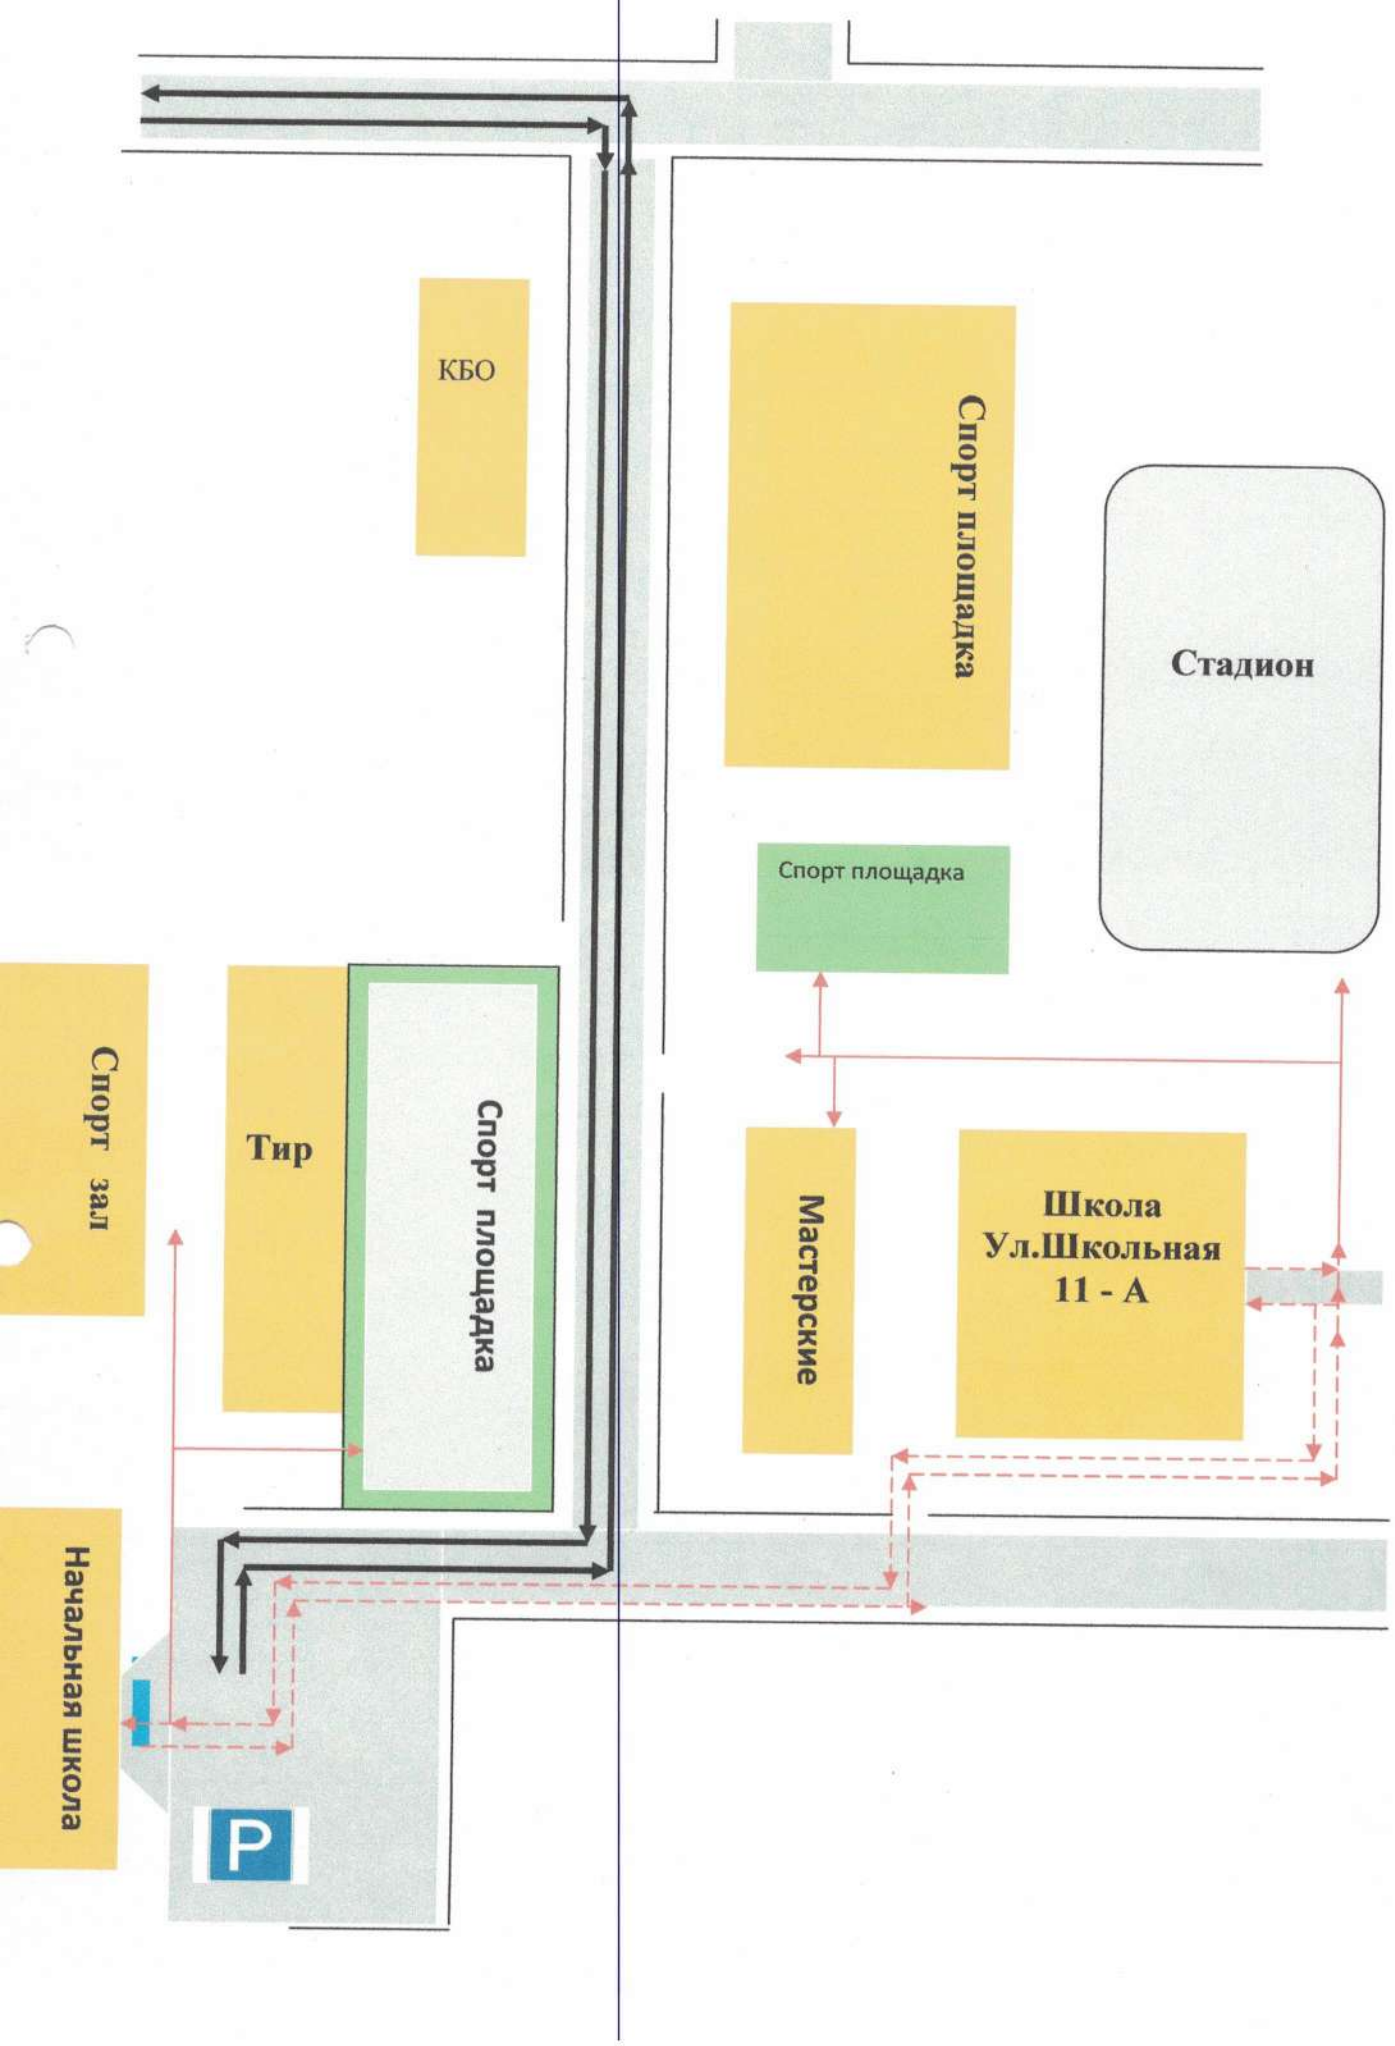 КБО
Спорт площадка
Стадион
Спорт площадка
Спорт зал
Тир
Спорт площадка
Мастерские
Школа
Ул.Школьная
11 - А
Начальная школа
P